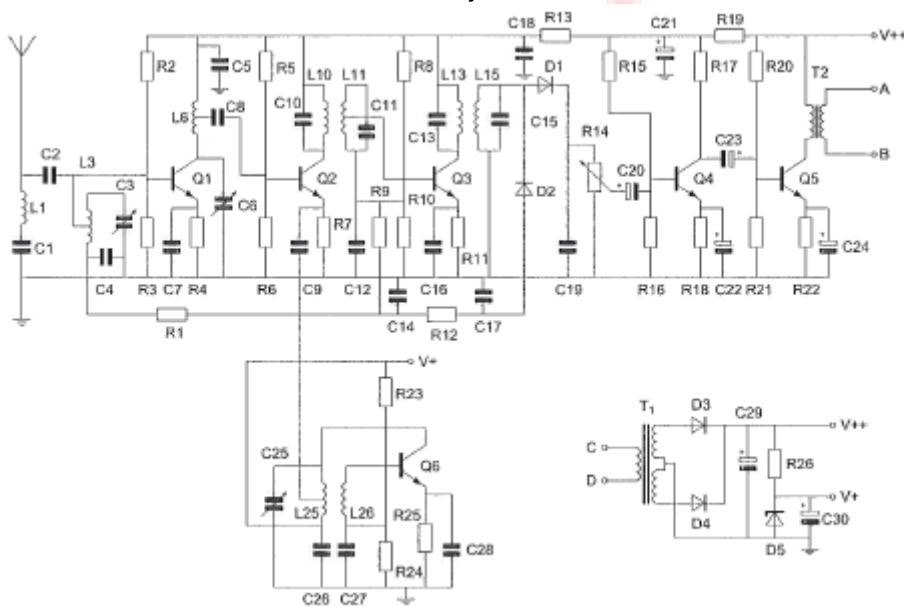 C18 R13 C21 R19
V++
R2 C5 R5 L10 L11 R8 L13 L15 D1 R15 R17 R20 T2
C8 C10 C11 C13 C15 A
L6 R14 C23
C2 L3 C20 B
C3 Q1 Q2 R9 Q3 D2 Q4 Q5
L1 C6 R7 R10
C1 R11 C24
C4 R3 C7 R4 R6 C9 C12 C16 C19 R16 R18 C22 R21 R22
R1 C14 R12 C17
V+
R23
T1 D3 C29
V++
C25 Q6 C
R26
D
L25 L26 R25 V+
D4 C30
R24 C28 D5
C26 C27